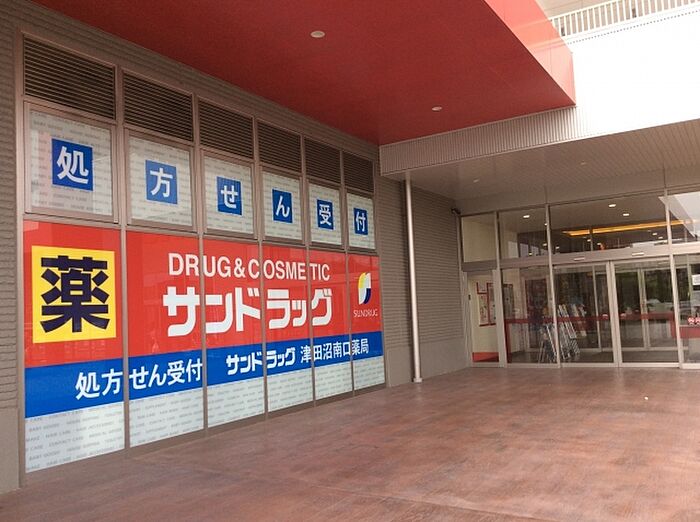 処方せん受付
薬
DRUG & COSMETIC
サンドラッグ
SUNDRUG
処方せん受付
サンドラッグ 津田沼南口薬局